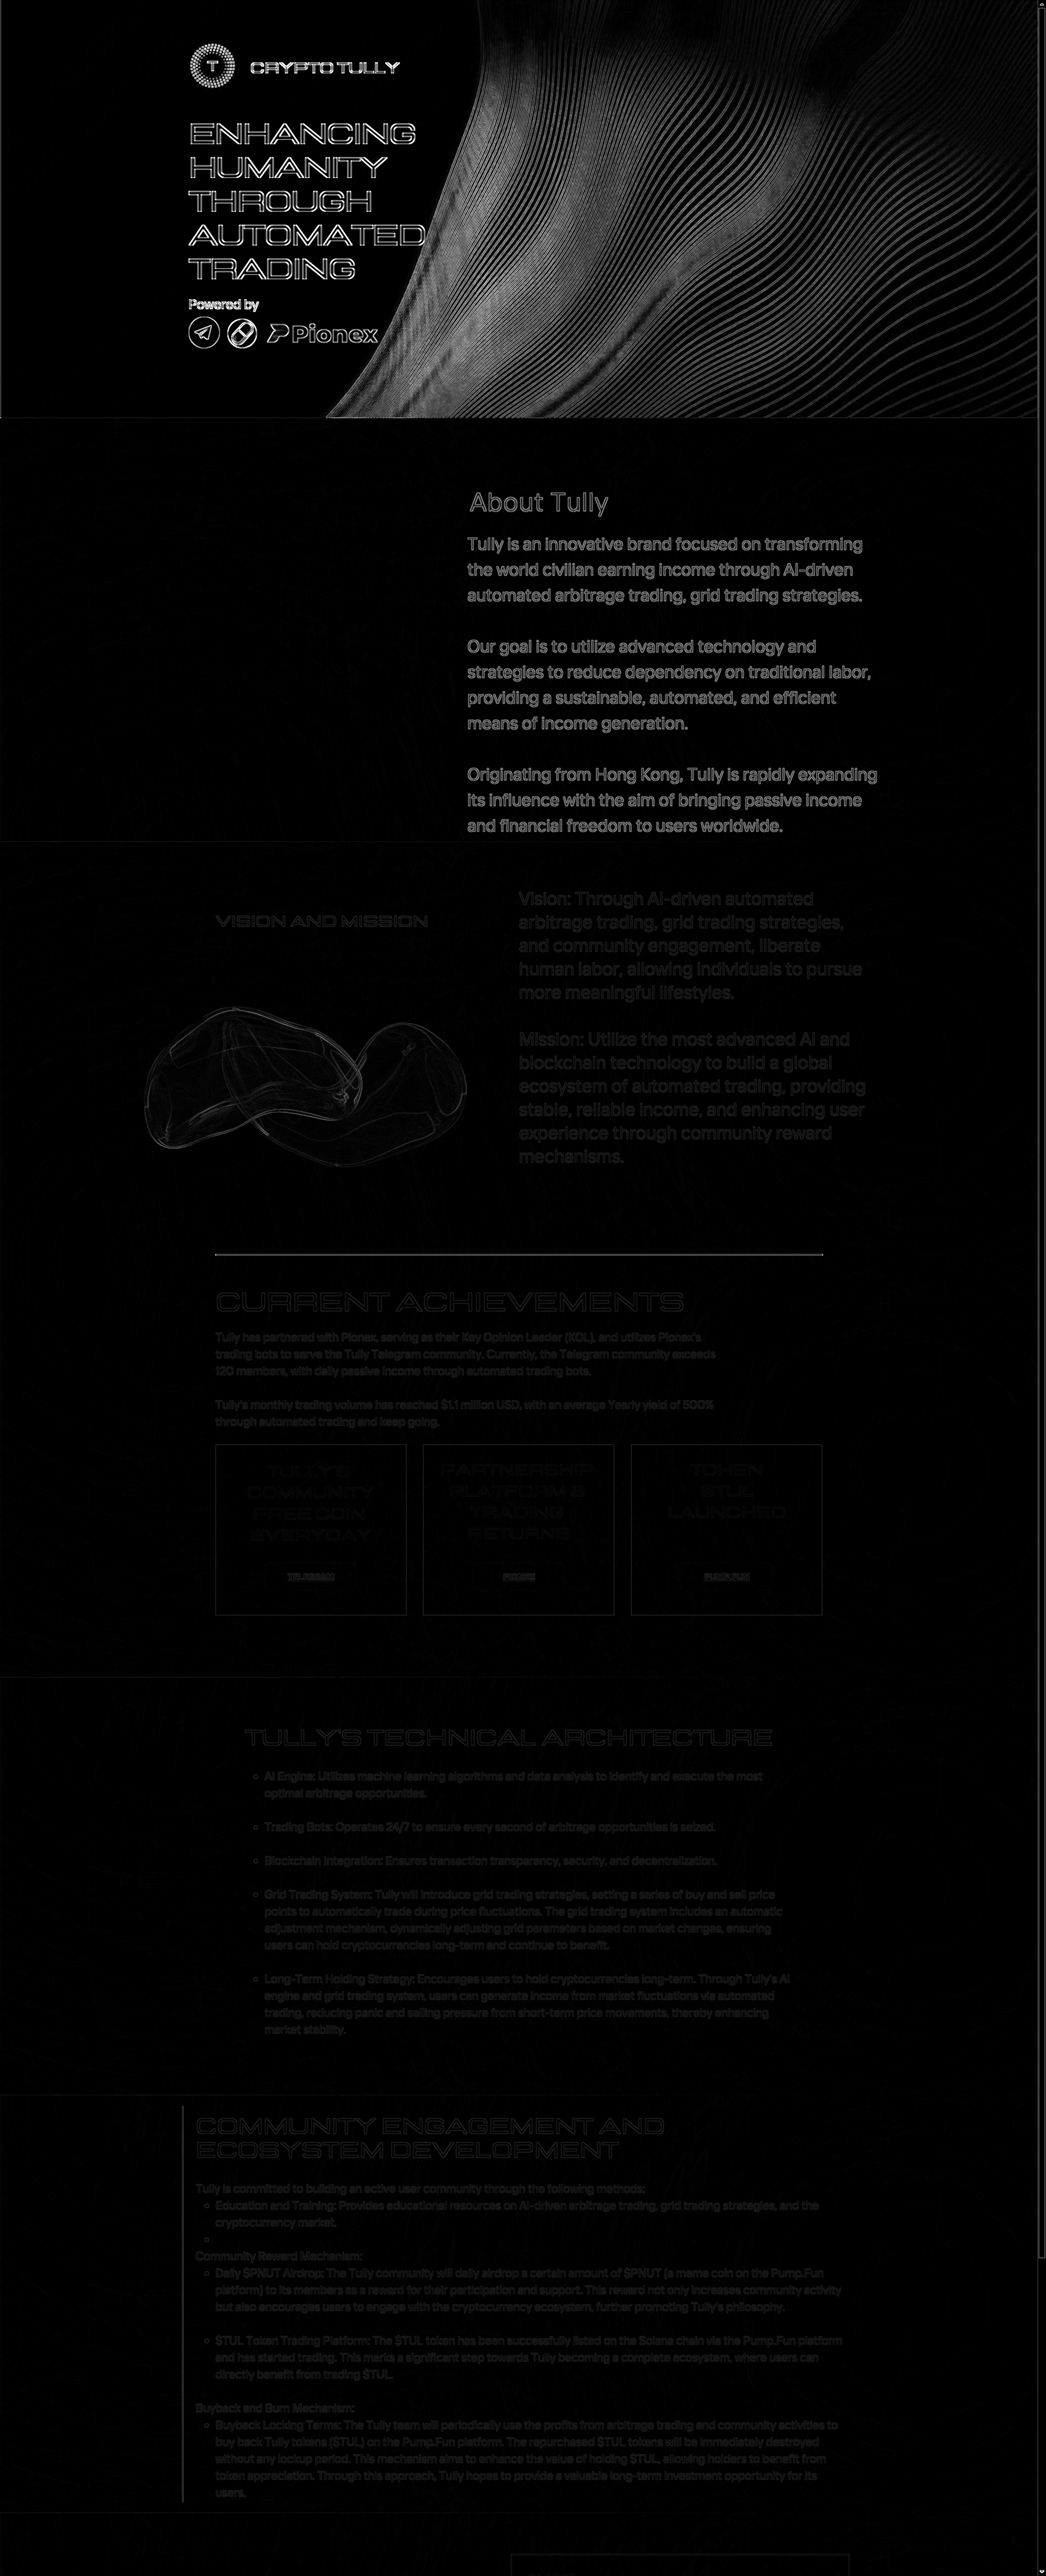 T
CRYPTO TULLY
ENHANCING
HUMANITY
THROUGH
AUTOMATED
TRADING
Powered by
Pionex
About Tully
Tully is an innovative brand focused on transforming
the world civilian earning income through AI-driven
automated arbitrage trading, grid trading strategies.
Our goal is to utilize advanced technology and
strategies to reduce dependency on traditional labor,
providing a sustainable, automated, and efficient
means of income generation.
Originating from Hong Kong, Tully is rapidly expanding
its influence with the aim of bringing passive income
and financial freedom to users worldwide.
VISION AND MISSION
Vision: Through AI-driven automated
arbitrage trading, grid trading strategies,
and community engagement, liberate
human labor, allowing individuals to pursue
more meaningful lifestyles.
Mission: Utilize the most advanced AI and
blockchain technology to build a global
ecosystem of automated trading, providing
stable, reliable income, and enhancing user
experience through community reward
mechanisms.
CURRENT ACHIEVEMENTS
Tully has partnered with Pionex, serving as their Key Opinion Leader (KOL), and utilizes Pionex's
trading bots to serve the Tully Telegram community. Currently, the Telegram community exceeds
120 members, with daily passive income through automated trading bots.
Tully's monthly trading volume has reached $1.1 million USD, with an average Yearly yield of 500%
through automated trading and keep going.
TULLY'S
COMMUNITY
FREE COIN
EVERYDAY
TELEGRAM
PARTNERSHIP
PLATFORM &
TRADING
RETURNS
PIONEX
TOKEN
$TUL
LAUNCHED
PUMP.FUN
TULLY'S TECHNICAL ARCHITECTURE
AI Engine: Utilizes machine learning algorithms and data analysis to identify and execute the most
optimal arbitrage opportunities.
Trading Bots: Operates 24/7 to ensure every second of arbitrage opportunities is seized.
Blockchain Integration: Ensures transaction transparency, security, and decentralization.
Grid Trading System: Tully will introduce grid trading strategies, setting a series of buy and sell price
points to automatically trade during price fluctuations. The grid trading system includes an automatic
adjustment mechanism, dynamically adjusting grid parameters based on market changes, ensuring
users can hold cryptocurrencies long-term and continue to benefit.
Long-Term Holding Strategy: Encourages users to hold cryptocurrencies long-term. Through Tully's AI
engine and grid trading system, users can generate income from market fluctuations via automated
trading, reducing panic and selling pressure from short-term price movements, thereby enhancing
market stability.
COMMUNITY ENGAGEMENT AND
ECOSYSTEM DEVELOPMENT
Tully is committed to building an active user community through the following methods:
Education and Training: Provides educational resources on AI-driven arbitrage trading, grid trading strategies, and the
cryptocurrency market.
Community Reward Mechanism:
Daily $PNUT Airdrop: The Tully community will daily airdrop a certain amount of $PNUT (a meme coin on the Pump.Fun
platform) to its members as a reward for their participation and support. This reward not only increases community activity
but also encourages users to engage with the cryptocurrency ecosystem, further promoting Tully's philosophy.
$TUL Token Trading Platform: The $TUL token has been successfully listed on the Solana chain via the Pump.Fun platform
and has started trading. This marks a significant step towards Tully becoming a complete ecosystem, where users can
directly benefit from trading $TUL.
Buyback and Burn Mechanism:
Buyback Locking Terms: The Tully team will periodically use the profits from arbitrage trading and community activities to
buy back Tully tokens ($TUL) on the Pump.Fun platform. The repurchased $TUL tokens will be immediately destroyed
without any lockup period. This mechanism aims to enhance the value of holding $TUL, allowing holders to benefit from
token appreciation. Through this approach, Tully hopes to provide a valuable long-term investment opportunity for its
users.